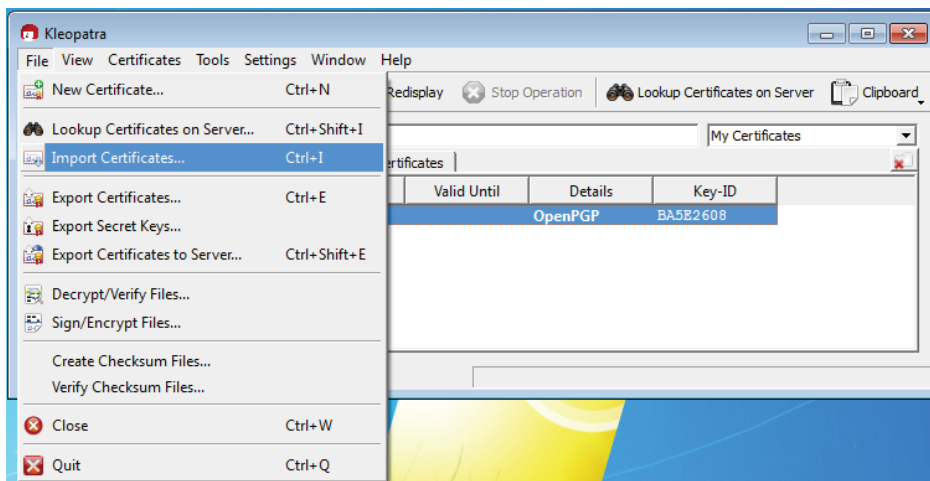 Kleopatra
File View Certificates Tools Settings Window Help
New Certificate... Ctrl+N
Redisplay Stop Operation Lookup Certificates on Server Clipboard
Lookup Certificates on Server... Ctrl+Shift+I
My Certificates
Import Certificates... Ctrl+I
ertificates
Valid Until Details Key-ID
Export Certificates... Ctrl+E
OpenPGP BA5E2608
Export Secret Keys...
Export Certificates to Server... Ctrl+Shift+E
Decrypt/Verify Files...
Sign/Encrypt Files...
Create Checksum Files...
Verify Checksum Files...
Close Ctrl+W
Quit Ctrl+Q